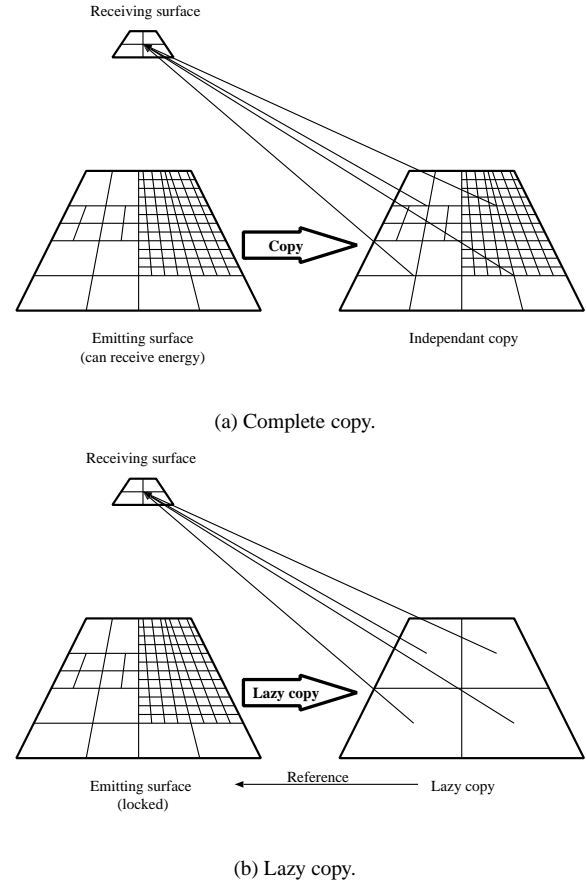 Receiving surface
Copy
Emitting surface
(can receive energy)
Independant copy
(a) Complete copy.
Receiving surface
Lazy copy
Reference
Emitting surface
(locked)
Lazy copy
(b) Lazy copy.